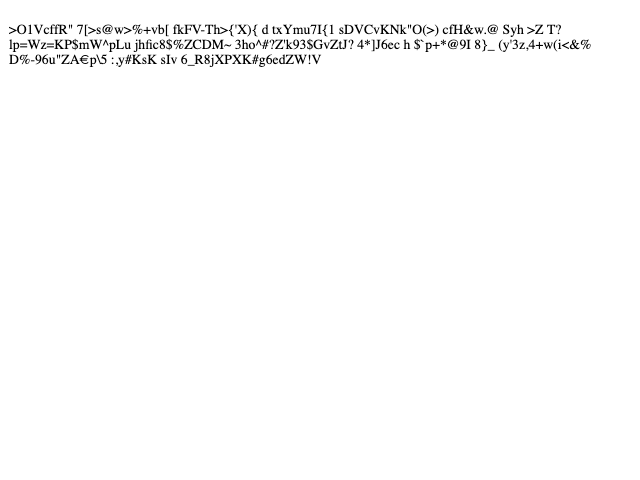 >O1VcffR" 7[>s@w>%+vb[ fkFV-Th>{'X){ d txYmu7I{1 sDVCvKNk"O(>) cfH&w.@ Syh >Z T?
lp=Wz=KP$mW^pLu jhfic8$%ZCDM~ 3ho^#?Z'k93$GvZtJ? 4*]J6ec h $`p+*@9I 8}_ (y'3z,4+w(i<&%
D%-96u"ZA€p\5 :,y#KsK sIv 6_R8jXPXK#g6edZW!V